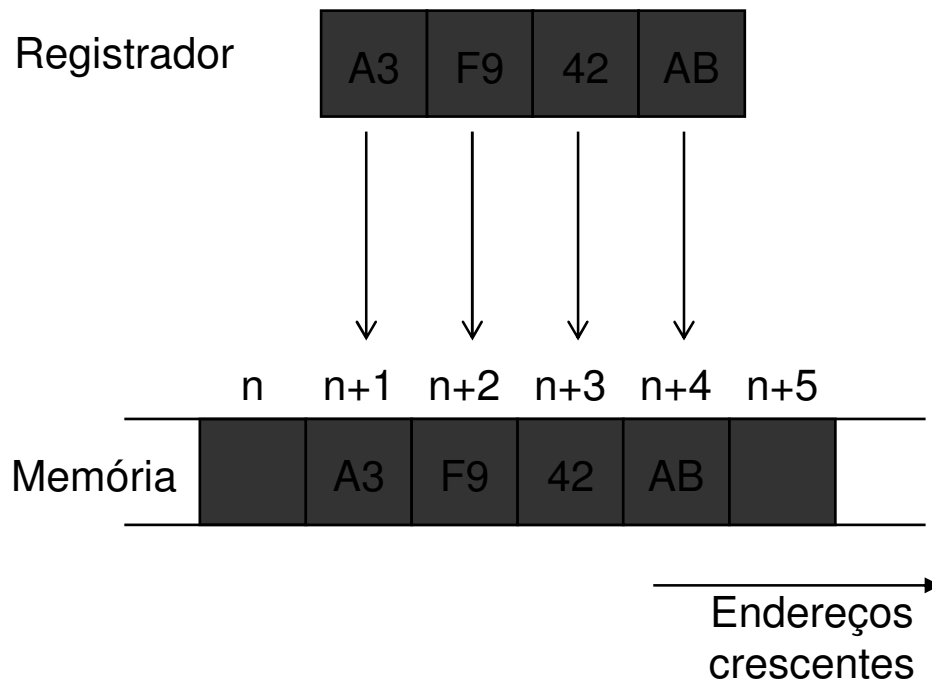 Registrador
A3 F9 42 AB
n n+1 n+2 n+3 n+4 n+5
Memória
A3 F9 42 AB
Endereços
crescentes